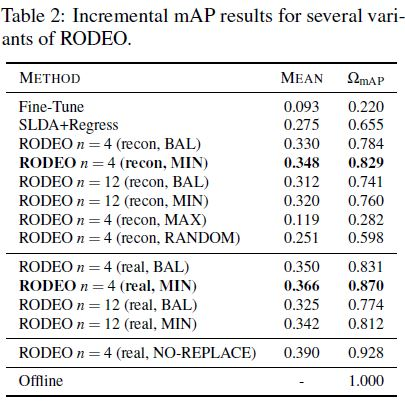 Table 2: Incremental mAP results for several vari-
ants of RODEO.
METHOD MEAN ΩmAP
Fine-Tune 0.093 0.220
SLDA+Regress 0.275 0.655
RODEO n = 4 (recon, BAL) 0.330 0.784
RODEO n = 4 (recon, MIN) 0.348 0.829
RODEO n = 12 (recon, BAL) 0.312 0.741
RODEO n = 12 (recon, MIN) 0.320 0.760
RODEO n = 4 (recon, MAX) 0.119 0.282
RODEO n = 4 (recon, RANDOM) 0.251 0.598
RODEO n = 4 (real, BAL) 0.350 0.831
RODEO n = 4 (real, MIN) 0.366 0.870
RODEO n = 12 (real, BAL) 0.325 0.774
RODEO n = 12 (real, MIN) 0.342 0.812
RODEO n = 4 (real, NO-REPLACE) 0.390 0.928
Offline - 1.000